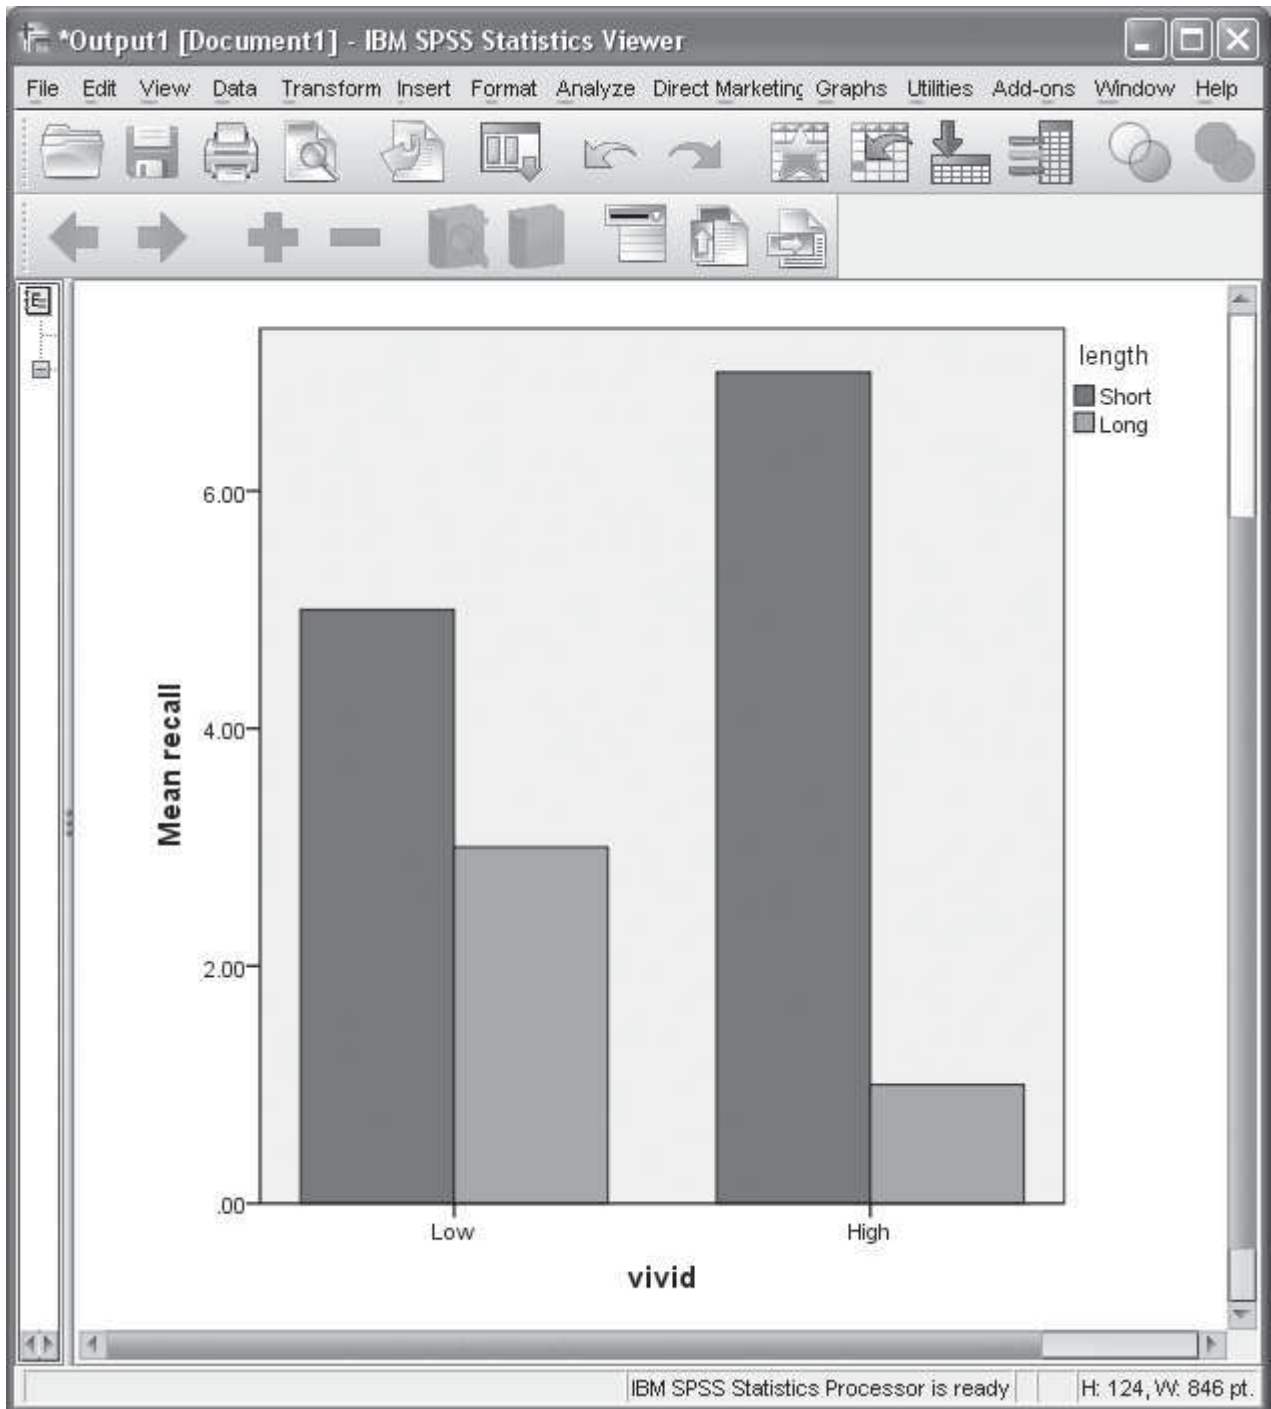 *Output1 [Document1] - IBM SPSS Statistics Viewer
File Edit View Data Transform Insert Format Analyze Direct Marketing Graphs Utilities Add-ons Window Help
length
Short
Long
6.00
4.00
2.00
.00
Mean recall
Low High
vivid
IBM SPSS Statistics Processor is ready H: 124, W: 846 pt.